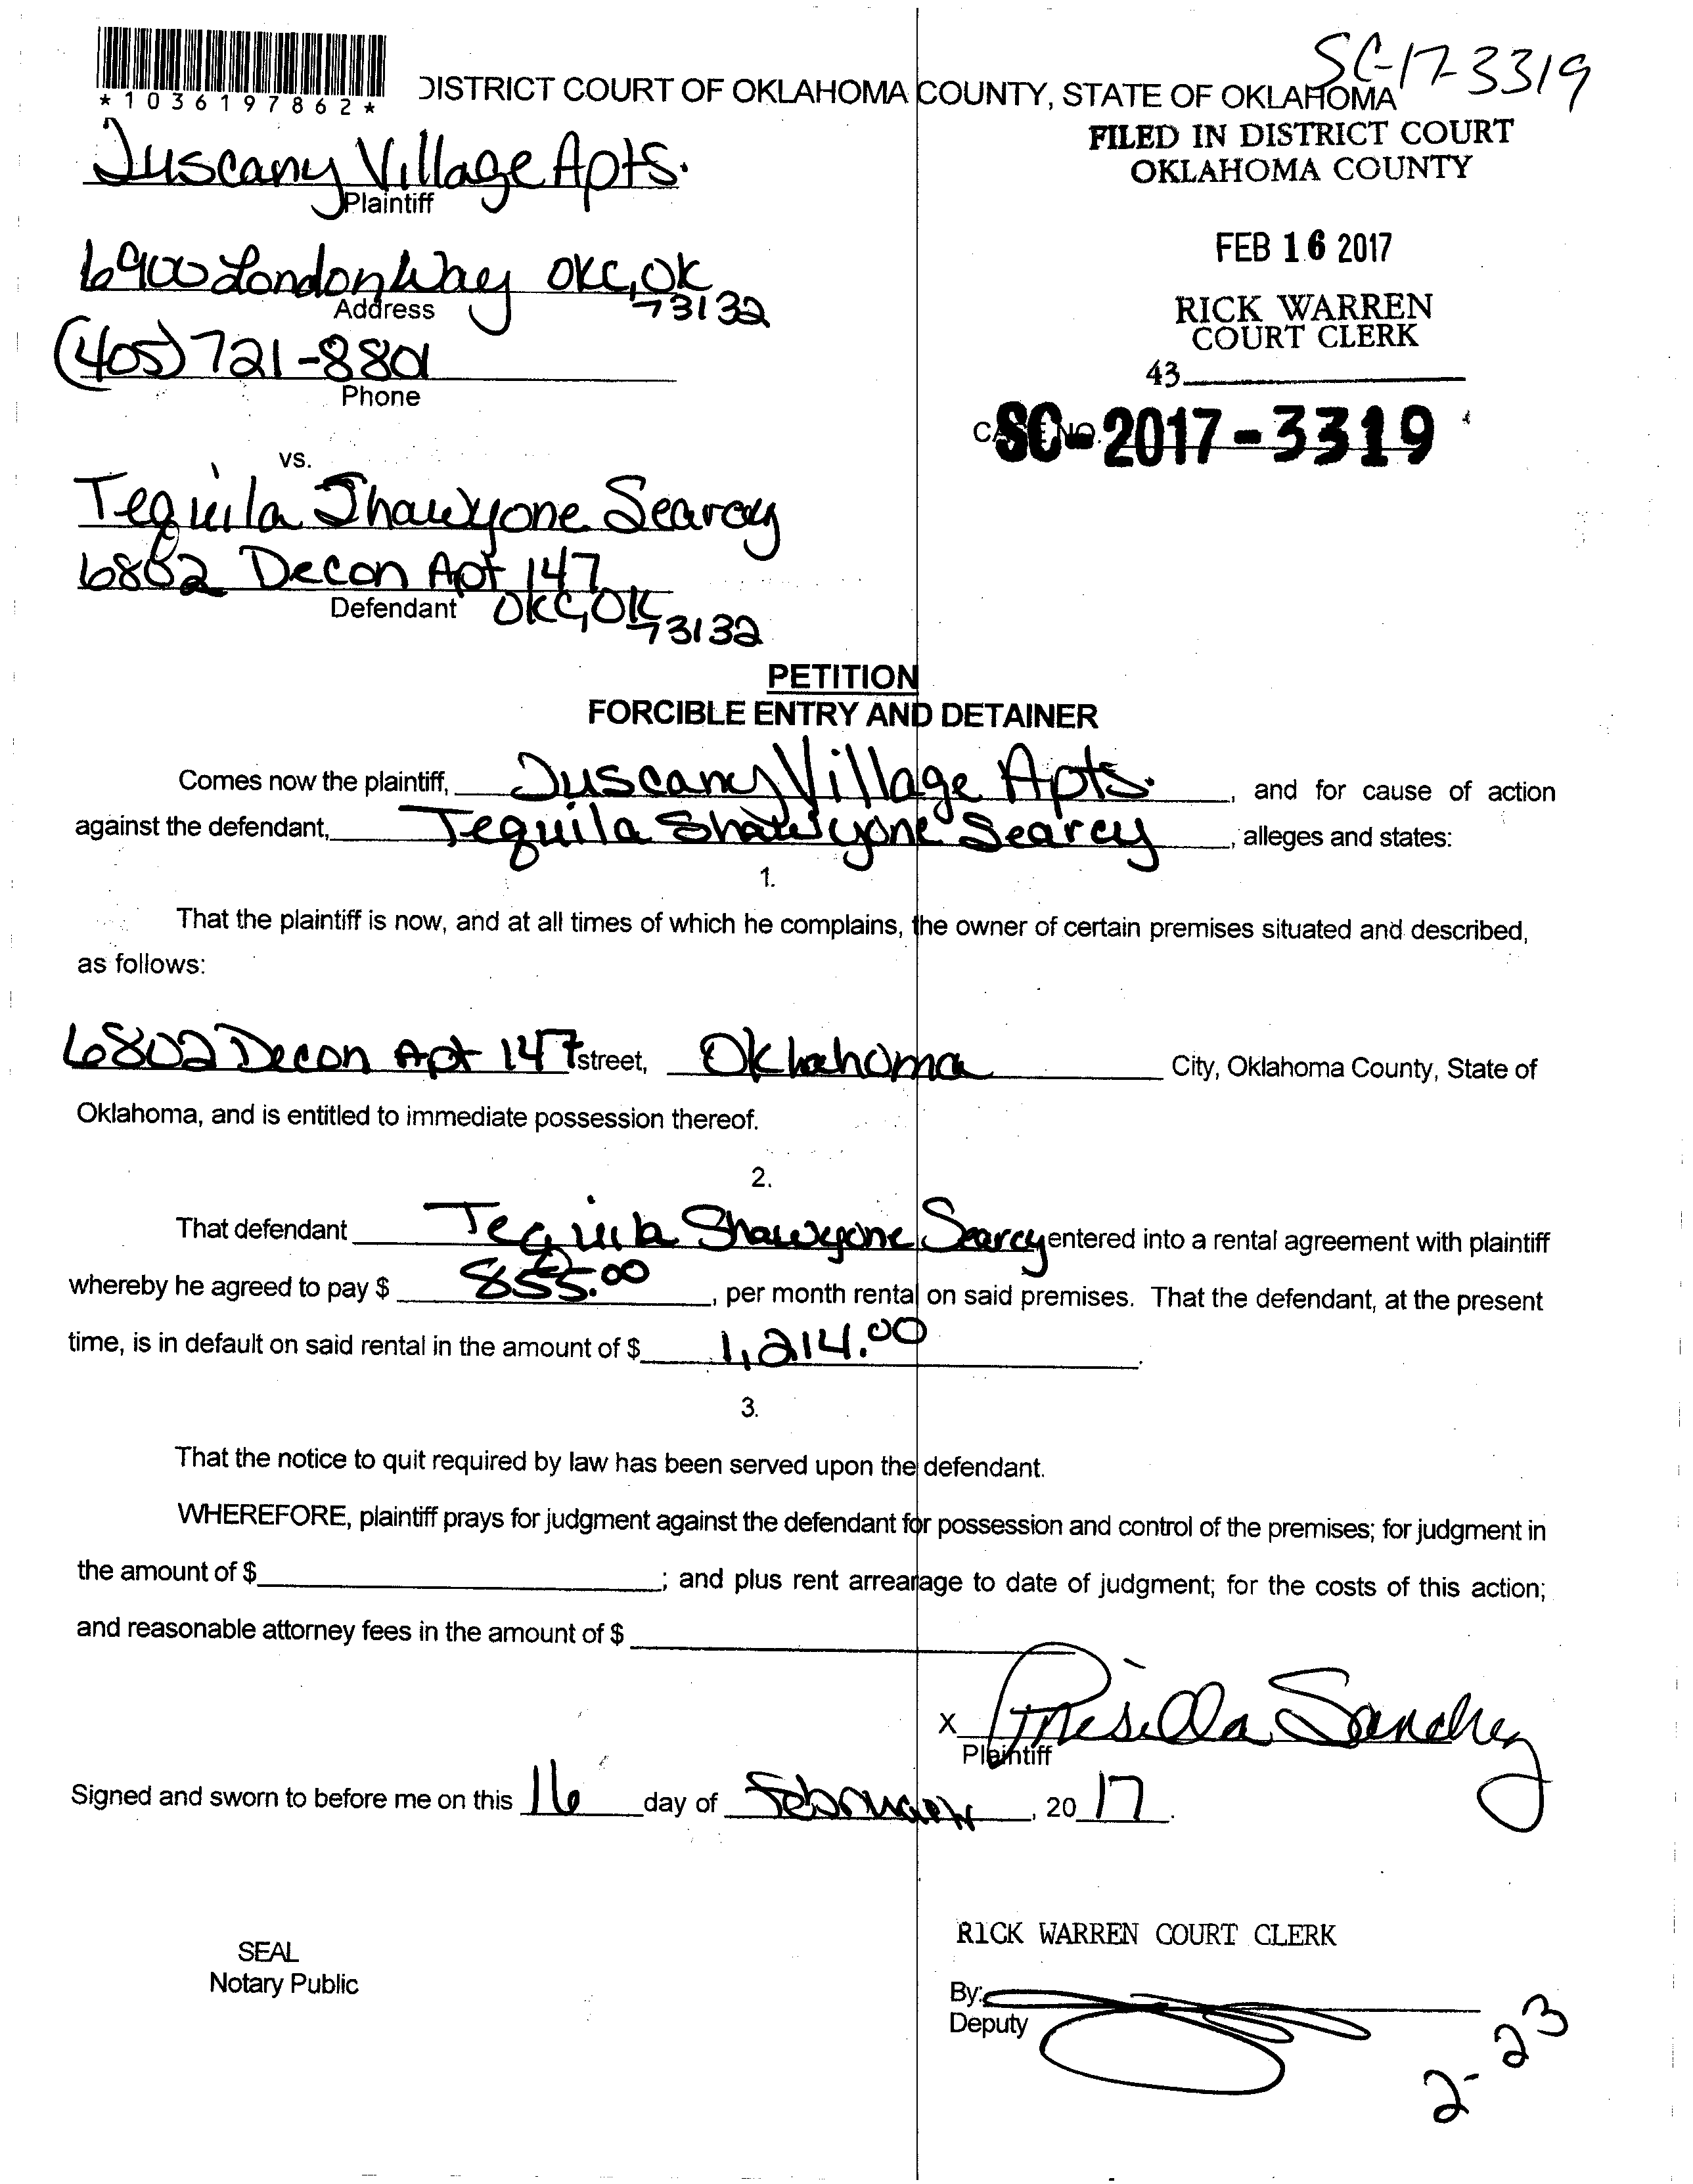 SC-17-3319
*1036197862*
DISTRICT COURT OF OKLAHOMA COUNTY, STATE OF OKLAHOMA
FILED IN DISTRICT COURT
OKLAHOMA COUNTY
Tuscany Village Apts.
Plaintiff
FEB 16 2017
6900 London Way OKC, OK
73132
Address
RICK WARREN
COURT CLERK
(405) 721-8801
Phone
43
CASE NO.
SC-2017-3319
vs.
Tequila Shawyone Searcy
6802 Decon Apt 147
Defendant OKC, OK
73132
PETITION
FORCIBLE ENTRY AND DETAINER
Comes now the plaintiff, Tuscany Village Apts. , and for cause of action
against the defendant, Tequila Shawyone Searcy , alleges and states:
1.
That the plaintiff is now, and at all times of which he complains, the owner of certain premises situated and described,
as follows:
6802 Decon Apt 147 street, Oklahoma City, Oklahoma County, State of
Oklahoma, and is entitled to immediate possession thereof.
2.
That defendant Tequila Shawyone Searcy entered into a rental agreement with plaintiff
whereby he agreed to pay $ 855.00 , per month rental on said premises. That the defendant, at the present
time, is in default on said rental in the amount of $ 1,214.00 .
3.
That the notice to quit required by law has been served upon the defendant.
WHEREFORE, plaintiff prays for judgment against the defendant for possession and control of the premises; for judgment in
the amount of $ ; and plus rent arrearage to date of judgment; for the costs of this action;
and reasonable attorney fees in the amount of $
X Prisilla Sanchez
Plaintiff
Signed and sworn to before me on this 16 day of February , 20 17 .
RICK WARREN COURT CLERK
SEAL
Notary Public
By:
Deputy
2-23